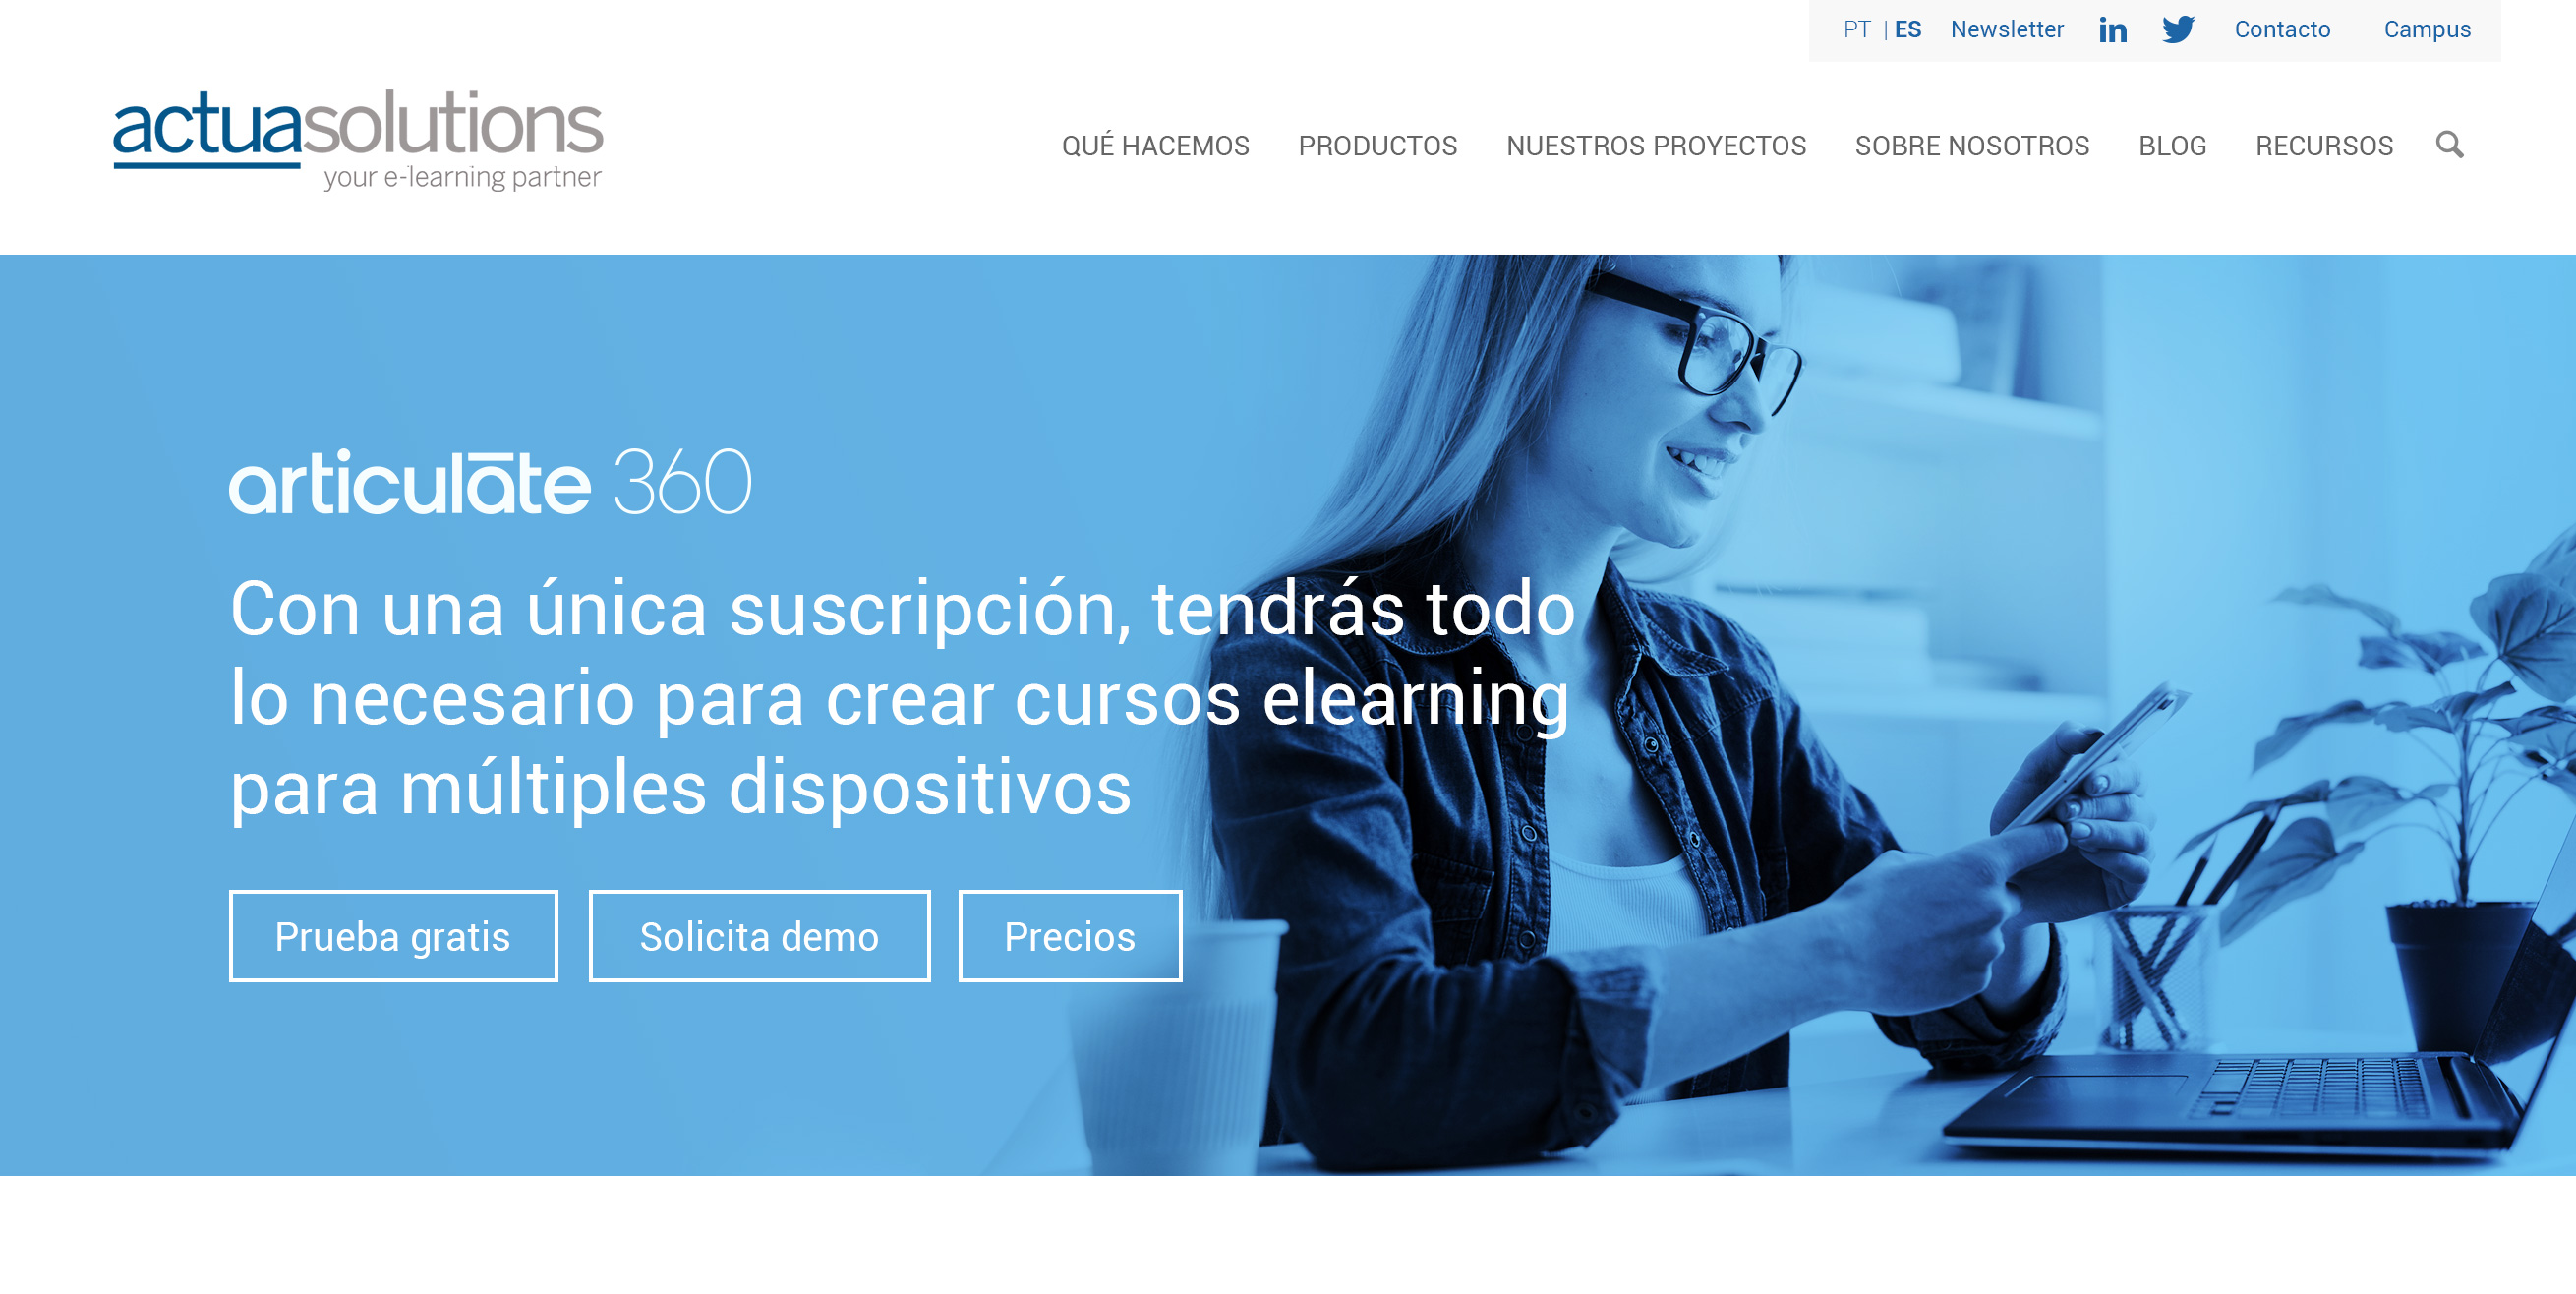 PT | ES Newsletter in Contacto Campus
actuasolutions
your e-learning partner
QUÉ HACEMOS PRODUCTOS NUESTROS PROYECTOS SOBRE NOSOTROS BLOG RECURSOS
articulāte 360
Con una única suscripción, tendrás todo
lo necesario para crear cursos elearning
para múltiples dispositivos
Prueba gratis Solicita demo Precios